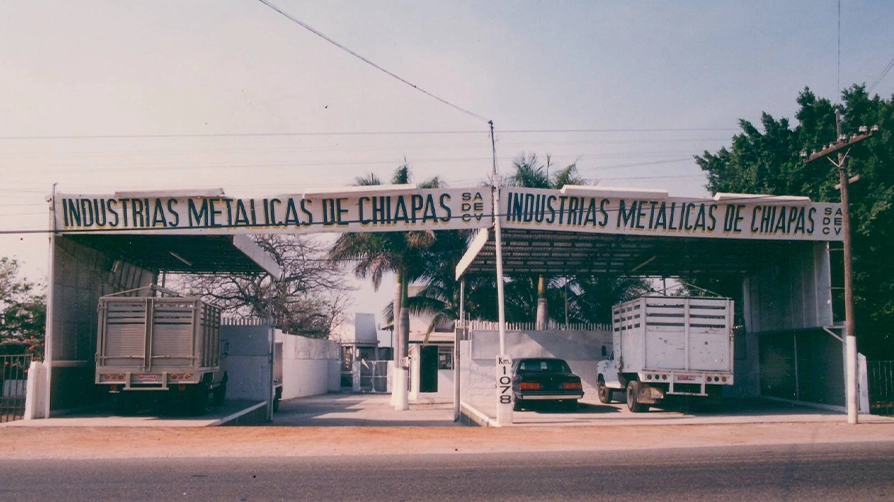 INDUSTRIAS METALICAS DE CHIAPAS SA DE CV
INDUSTRIAS METALICAS DE CHIAPAS SA DE CV
Km.
1078